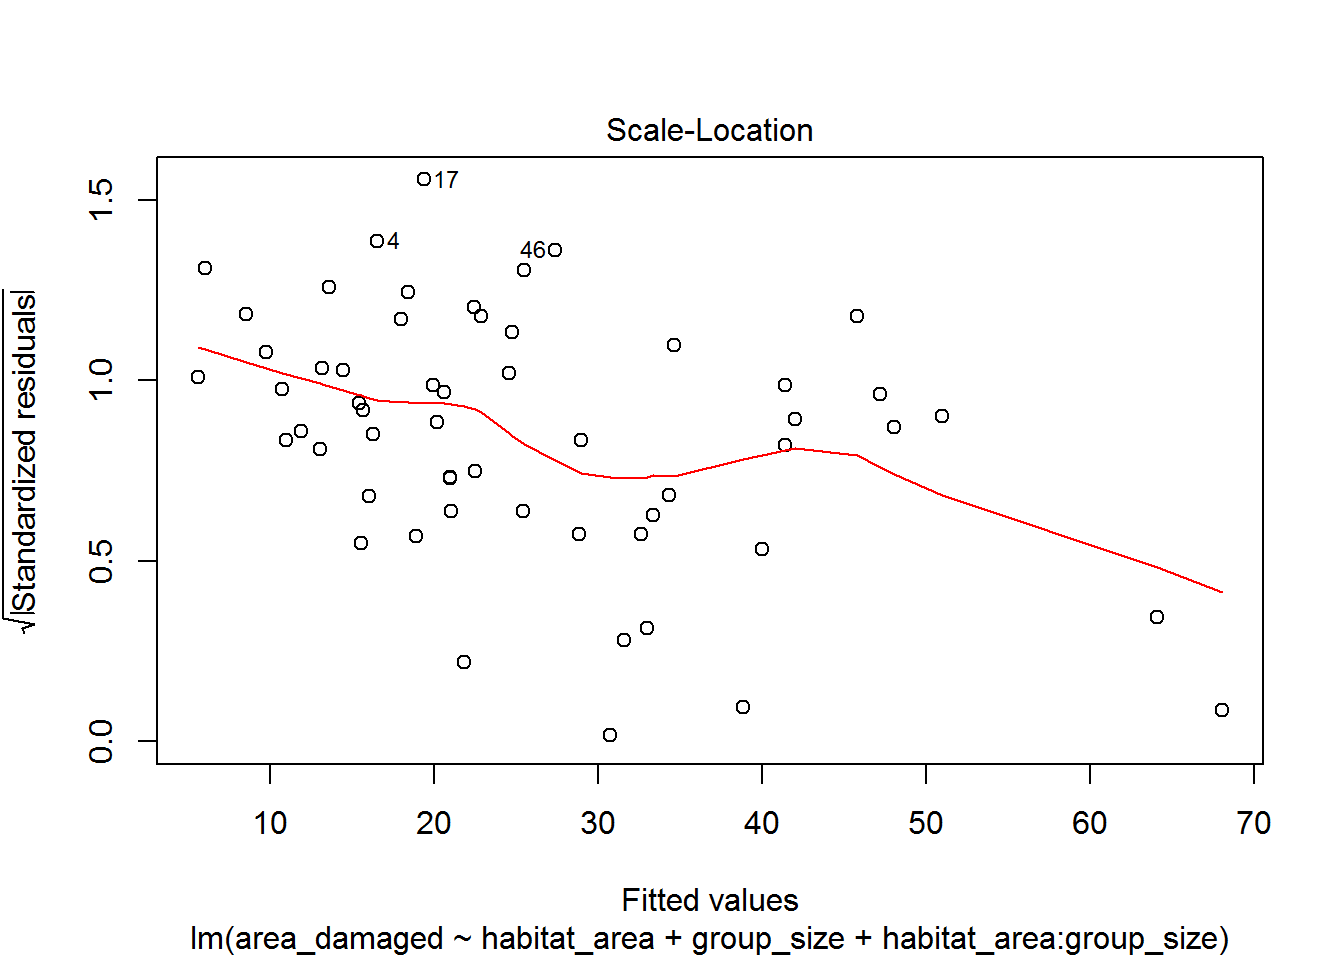 Scale-Location
√|Standardized residuals|
1.5
1.0
0.5
0.0
17
4
46
10 20 30 40 50 60 70
Fitted values
lm(area_damaged ~ habitat_area + group_size + habitat_area:group_size)